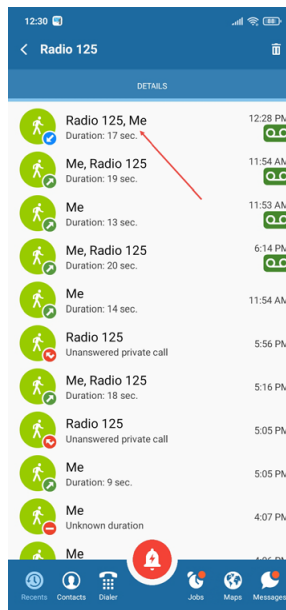 12:30
88
Radio 125
DETAILS
Radio 125, Me
12:28 PM
Duration: 17 sec.
Me, Radio 125
11:54 AM
Duration: 19 sec.
Me
11:53 AM
Duration: 13 sec.
Me, Radio 125
6:14 PM
Duration: 20 sec.
Me
11:54 AM
Duration: 14 sec.
Radio 125
5:56 PM
Unanswered private call
Me, Radio 125
5:16 PM
Duration: 18 sec.
Radio 125
5:05 PM
Unanswered private call
Me
5:05 PM
Duration: 9 sec.
Me
4:07 PM
Unknown duration
Me
Recents
Contacts
Dialer
Jobs
Maps
Messages